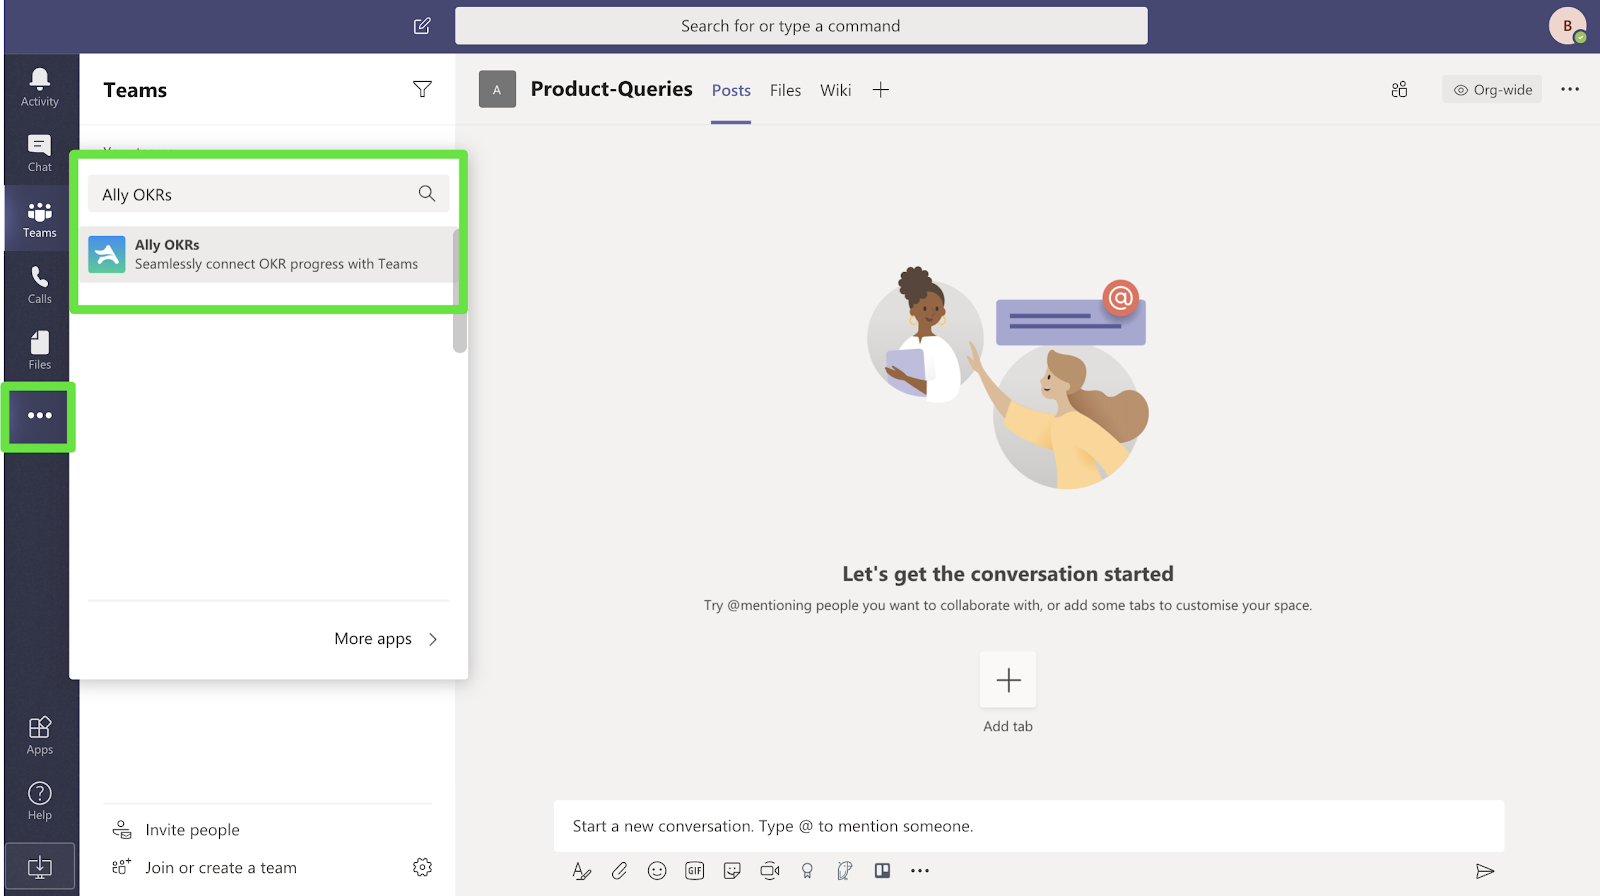 Search for or type a command
B
Activity
Chat
Teams
Calls
Files
Apps
Help
Teams
Ally OKRs
Ally OKRs
Seamlessly connect OKR progress with Teams
More apps
Invite people
Join or create a team
A
Product-Queries
Posts
Files
Wiki
Org-wide
@
Let's get the conversation started
Try @mentioning people you want to collaborate with, or add some tabs to customise your space.
Add tab
Start a new conversation. Type @ to mention someone.
GIF